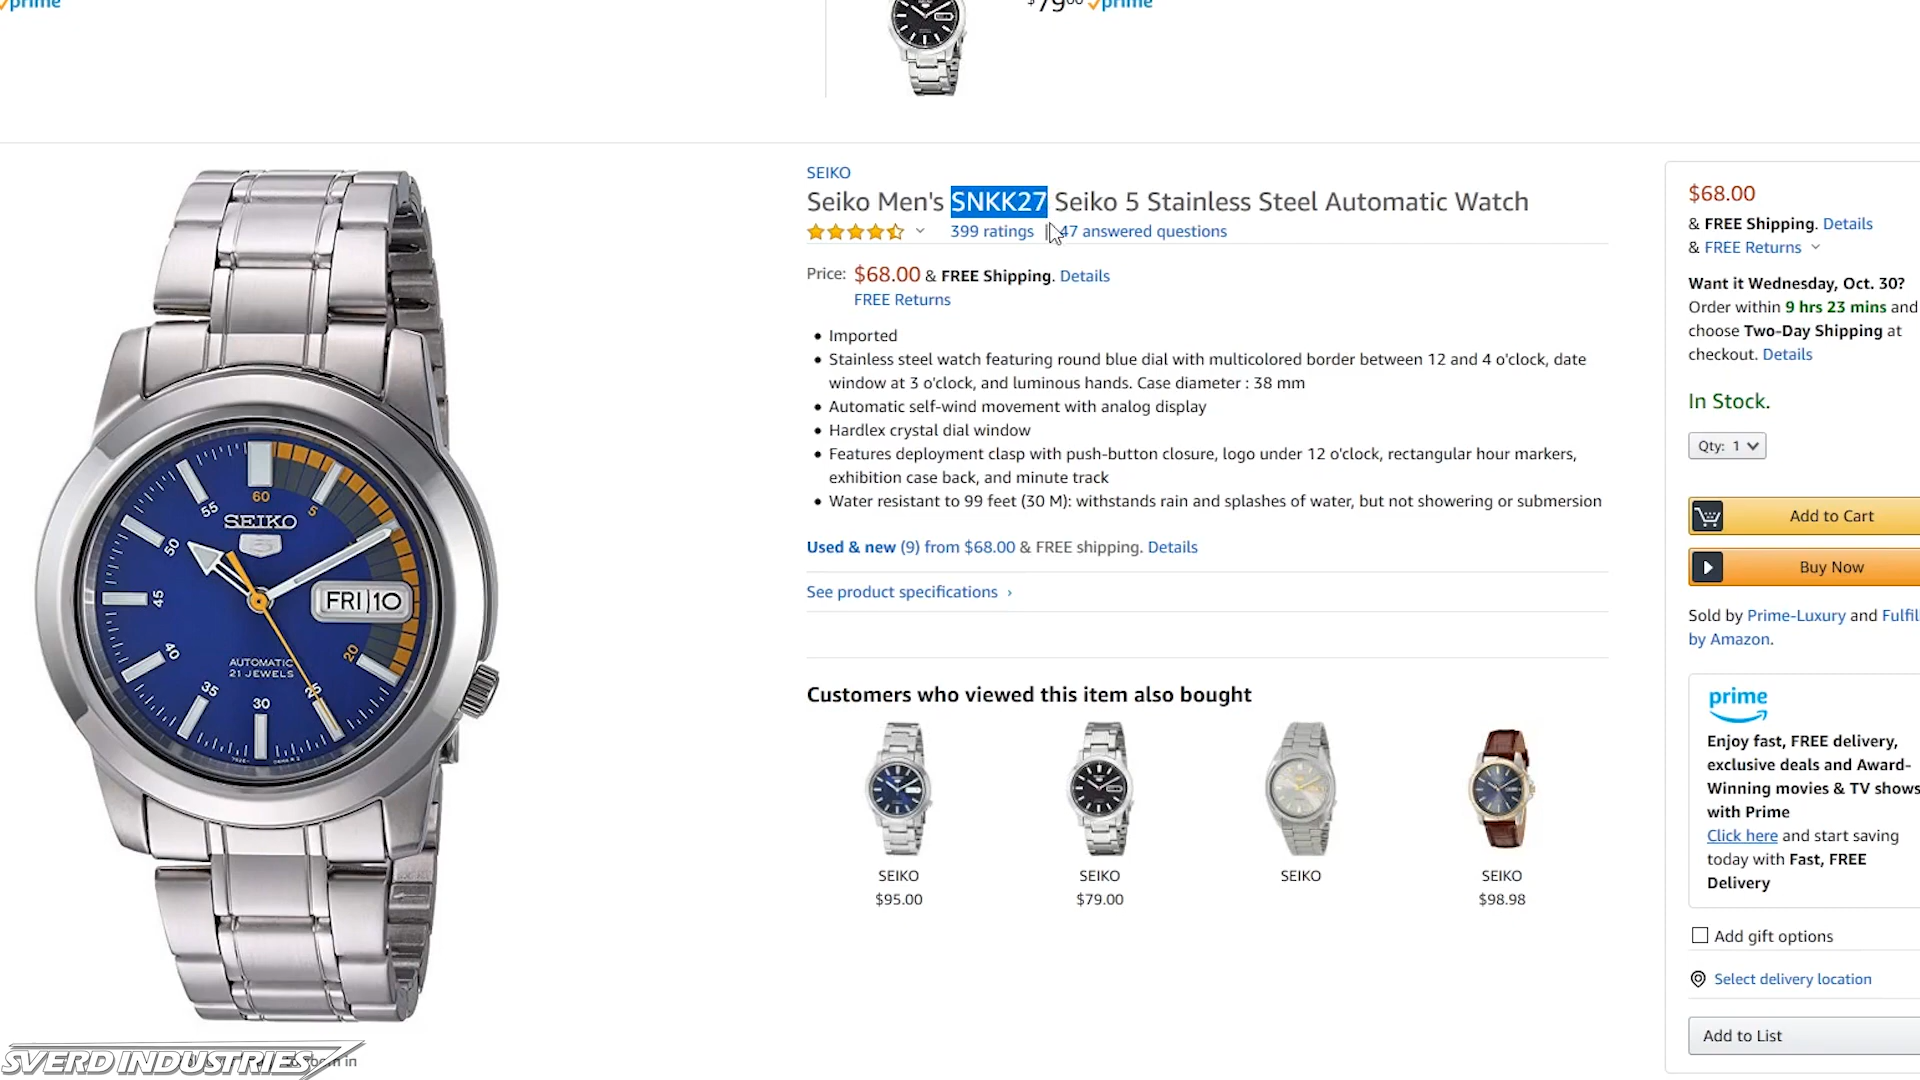 prime
$7900 prime
SEIKO
Seiko Men's SNKK27 Seiko 5 Stainless Steel Automatic Watch
399 ratings | 47 answered questions
Price: $68.00 & FREE Shipping. Details
FREE Returns
Imported
Stainless steel watch featuring round blue dial with multicolored border between 12 and 4 o'clock, date
window at 3 o'clock, and luminous hands. Case diameter : 38 mm
Automatic self-wind movement with analog display
Hardlex crystal dial window
Features deployment clasp with push-button closure, logo under 12 o'clock, rectangular hour markers,
exhibition case back, and minute track
Water resistant to 99 feet (30 M): withstands rain and splashes of water, but not showering or submersion
Used & new (9) from $68.00 & FREE shipping. Details
See product specifications ›
Customers who viewed this item also bought
SEIKO
$95.00
SEIKO
$79.00
SEIKO
SEIKO
$98.98
$68.00
& FREE Shipping. Details
& FREE Returns
Want it Wednesday, Oct. 30?
Order within 9 hrs 23 mins and
choose Two-Day Shipping at
checkout. Details
In Stock.
Qty: 1
Add to Cart
Buy Now
Sold by Prime-Luxury and Fulfil
by Amazon.
prime
Enjoy fast, FREE delivery,
exclusive deals and Award-
Winning movies & TV shows
with Prime
Click here and start saving
today with Fast, FREE
Delivery
Add gift options
Select delivery location
Add to List
60
5
55
SEIKO
5
50
45
FRI 10
40
20
AUTOMATIC
21 JEWELS
35
30
25
SVERD INDUSTRIES
in